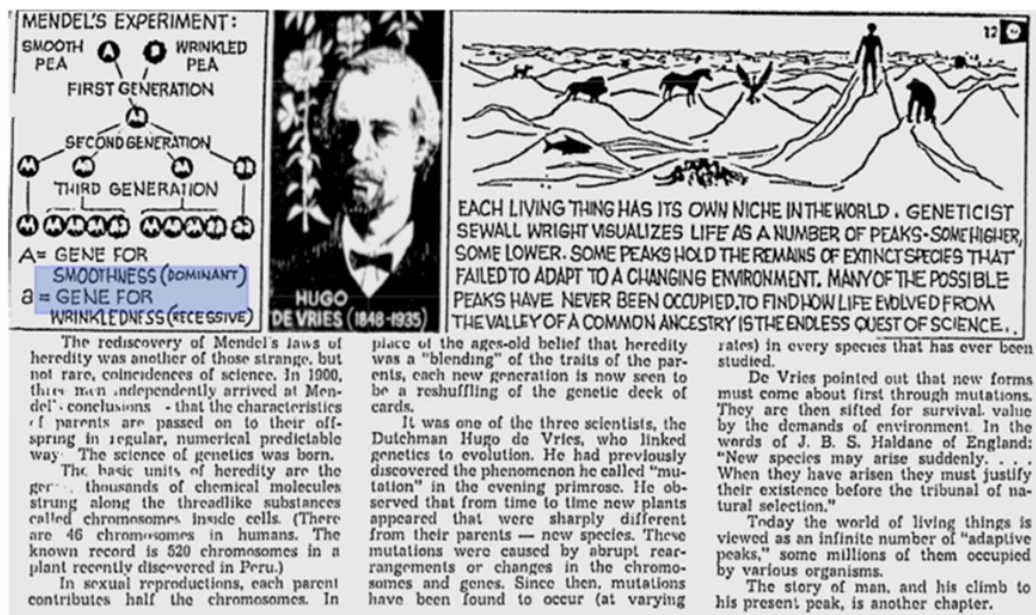 MENDEL'S EXPERIMENT:
SMOOTH PEA
WRINKLED PEA
FIRST GENERATION
SECOND GENERATION
THIRD GENERATION
A = GENE FOR
SMOOTHNESS (DOMINANT)
a = GENE FOR
WRINKLEDNESS (RECESSIVE)
HUGO
DE VRIES (1848-1935)
12
EACH LIVING THING HAS ITS OWN NICHE IN THE WORLD. GENETICIST
SEWALL WRIGHT VISUALIZES LIFE AS A NUMBER OF PEAKS-SOME HIGHER,
SOME LOWER. SOME PEAKS HOLD THE REMAINS OF EXTINCT SPECIES THAT
FAILED TO ADAPT TO A CHANGING ENVIRONMENT. MANY OF THE POSSIBLE
PEAKS HAVE NEVER BEEN OCCUPIED. TO FIND HOW LIFE EVOLVED FROM
THE VALLEY OF A COMMON ANCESTRY IS THE ENDLESS QUEST OF SCIENCE..
The rediscovery of Mendel's laws of
heredity was another of those strange, but
not rare, coincidences of science. In 1900,
three men independently arrived at Men-
del's conclusions - that the characteristics
of parents are passed on to their off-
spring in regular, numerical predictable
way. The science of genetics was born.
The basic units of heredity are the
thousands of chemical molecules
strung along the threadlike substances
called chromosomes inside cells. (There
are 46 chromosomes in humans. The
known record is 520 chromosomes in a
plant recently discovered in Peru.)
In sexual reproductions, each parent
contributes half the chromosomes. In
place of the ages-old belief that heredity
was a "blending" of the traits of the par-
ents, each new generation is now seen to
be a reshuffling of the genetic deck of
cards.
It was one of the three scientists, the
Dutchman Hugo de Vries, who linked
genetics to evolution. He had previously
discovered the phenomenon he called "mu-
tation" in the evening primrose. He ob-
served that from time to time new plants
appeared that were sharply different
from their parents — new species. These
mutations were caused by abrupt rear-
rangements or changes in the chromo-
somes and genes. Since then, mutations
have been found to occur (at varying
rates) in every species that has ever been
studied.
De Vries pointed out that new forms
must come about first through mutations.
They are then sifted for survival value
by the demands of environment. In the
words of J. B. S. Haldane of England:
"New species may arise suddenly. . . .
When they have arisen they must justify
their existence before the tribunal of na-
tural selection."
Today the world of living things is
viewed as an infinite number of "adaptive
peaks," some millions of them occupied
by various organisms.
The story of man, and his climb to
his present peak, is another chapter.